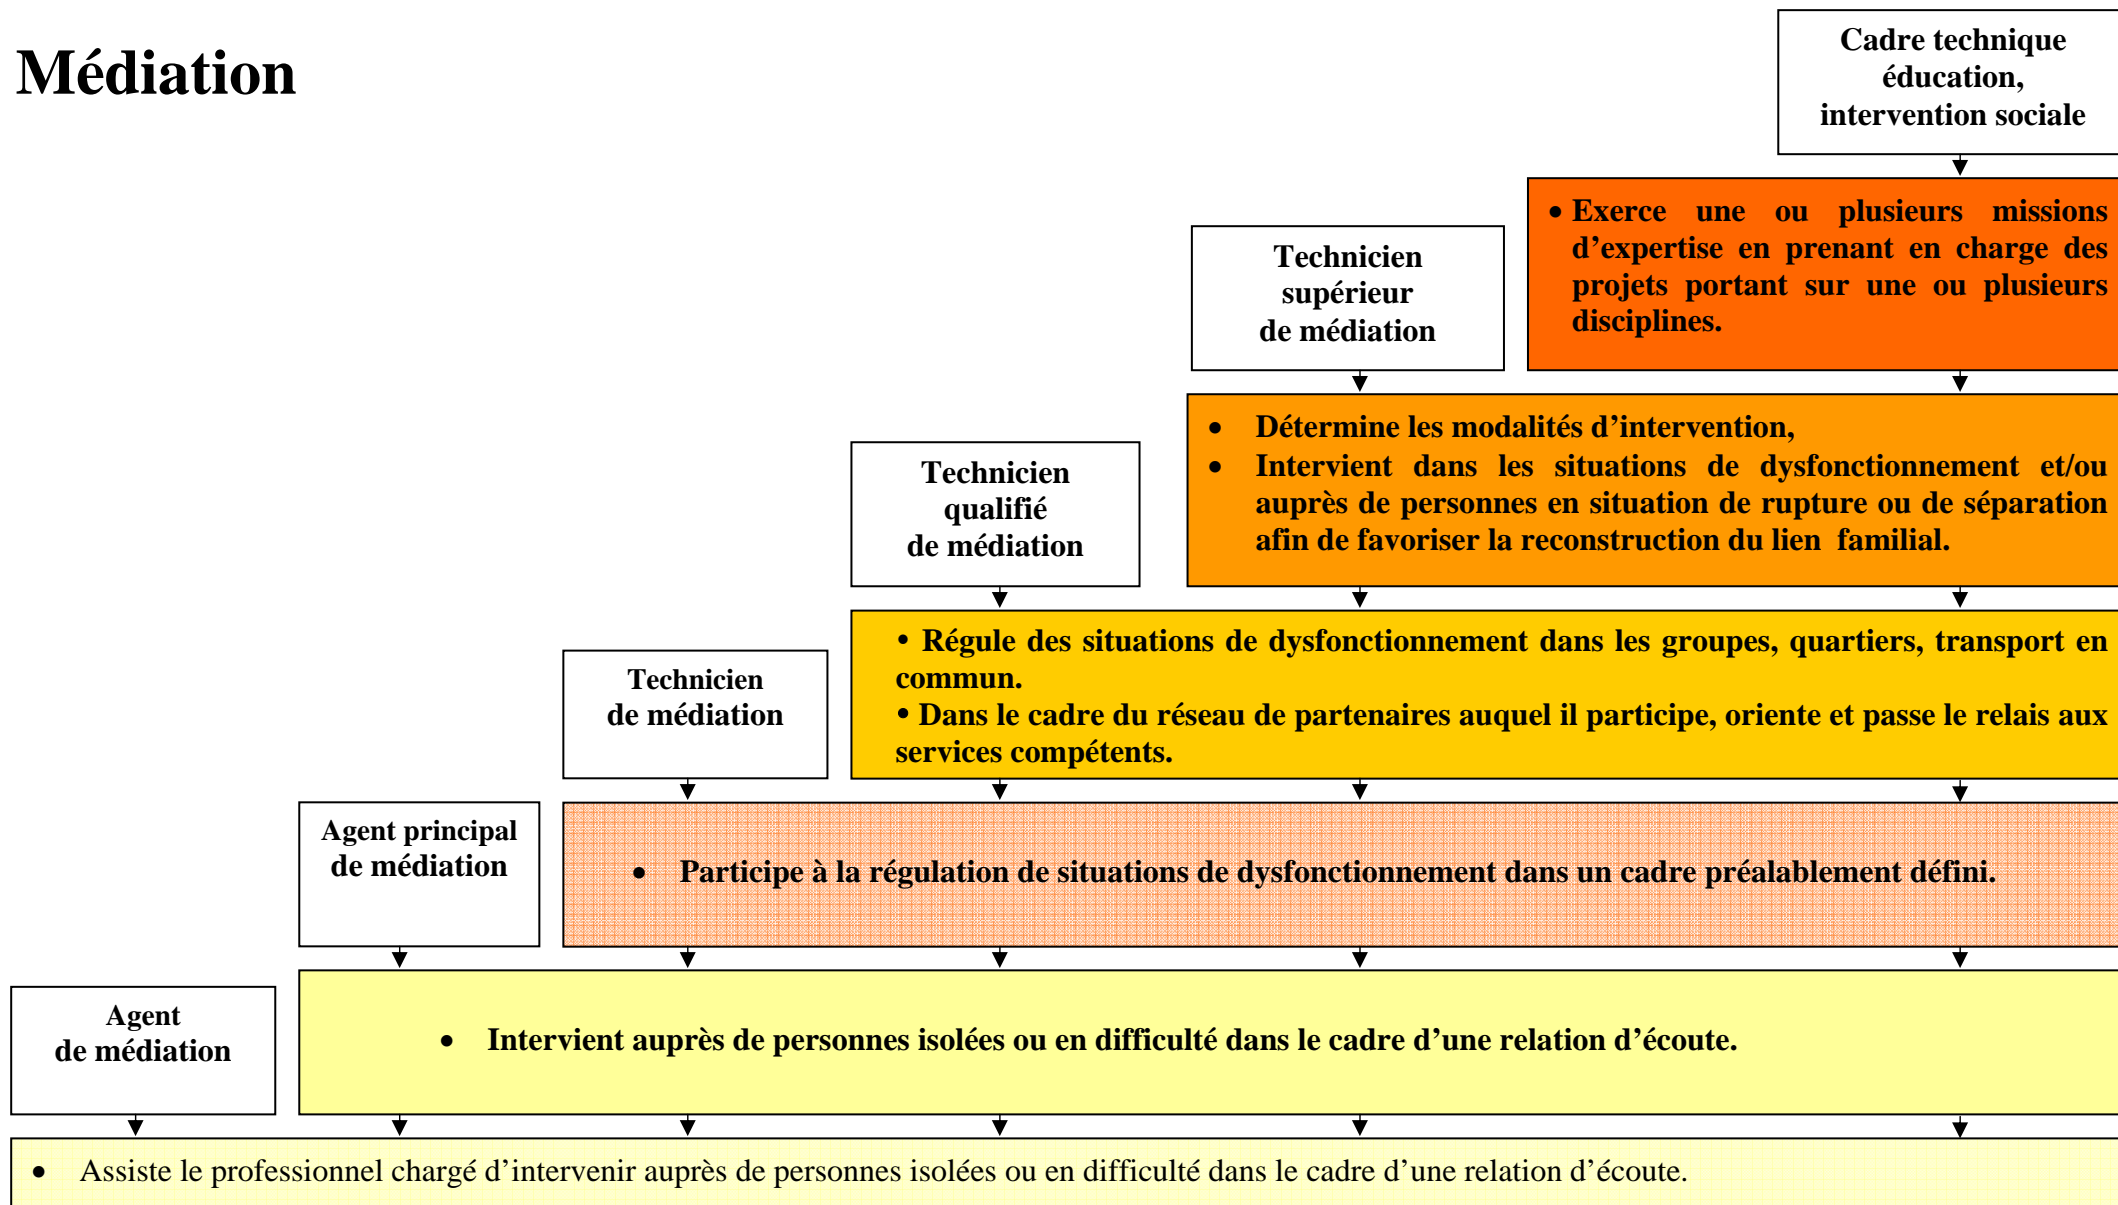 Médiation
Cadre technique
éducation,
intervention sociale
• Exerce une ou plusieurs missions
d’expertise en prenant en charge des
projets portant sur une ou plusieurs
disciplines.
Technicien
supérieur
de médiation
• Détermine les modalités d’intervention,
• Intervient dans les situations de dysfonctionnement et/ou
auprès de personnes en situation de rupture ou de séparation
afin de favoriser la reconstruction du lien familial.
Technicien
qualifié
de médiation
• Régule des situations de dysfonctionnement dans les groupes, quartiers, transport en
commun.
• Dans le cadre du réseau de partenaires auquel il participe, oriente et passe le relais aux
services compétents.
Technicien
de médiation
• Participe à la régulation de situations de dysfonctionnement dans un cadre préalablement défini.
Agent principal
de médiation
• Intervient auprès de personnes isolées ou en difficulté dans le cadre d’une relation d’écoute.
Agent
de médiation
• Assiste le professionnel chargé d’intervenir auprès de personnes isolées ou en difficulté dans le cadre d’une relation d’écoute.